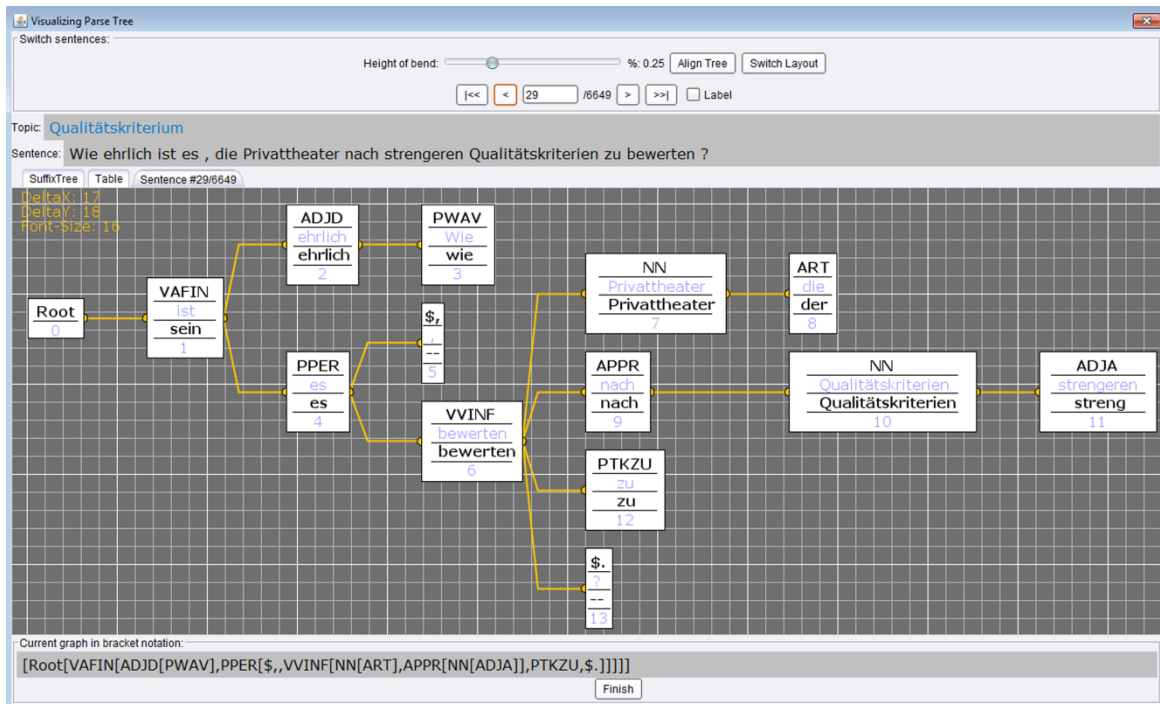 Visualizing Parse Tree
Switch sentences:
Height of bend: %: 0.25 Align Tree Switch Layout
|<< < 29 /6649 > >>| Label
Topic: Qualitätskriterium
Sentence: Wie ehrlich ist es , die Privattheater nach strengeren Qualitätskriterien zu bewerten ?
SuffixTree Table Sentence #29/6649
DeltaX: 17
DeltaY: 18
Font-Size: 16
Root
0
VAFIN
ist
sein
1
ADJD
ehrlich
ehrlich
2
PWAV
Wie
wie
3
PPER
es
es
4
$,
,
--
5
VVINF
bewerten
bewerten
6
NN
Privattheater
Privattheater
7
ART
die
der
8
APPR
nach
nach
9
NN
Qualitätskriterien
Qualitätskriterien
10
ADJA
strengeren
streng
11
PTKZU
zu
zu
12
$.
?
--
13
Current graph in bracket notation:
[Root[VAFIN[ADJD[PWAV],PPER[$,,VVINF[NN[ART],APPR[NN[ADJA]],PTKZU,$.]]]]]
Finish